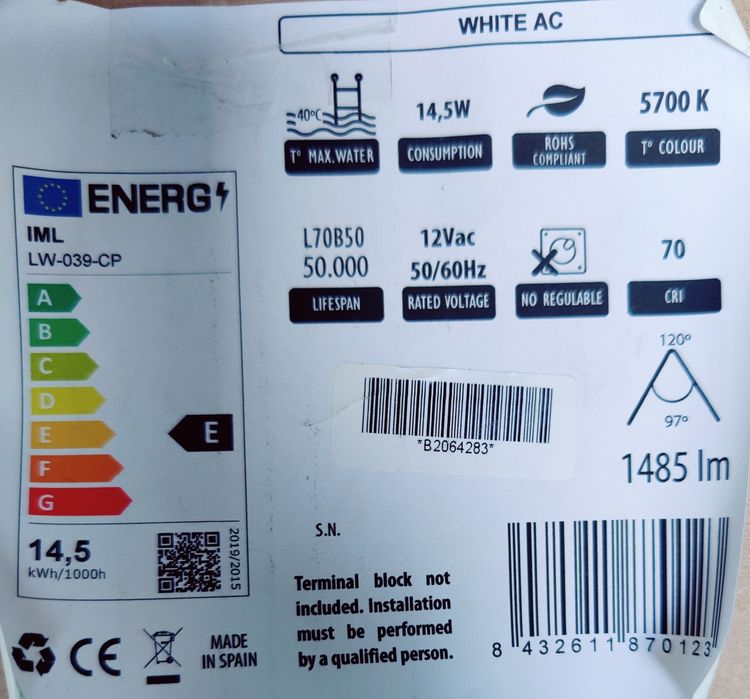 WHITE AC
40ºC
Tº MAX.WATER
14,5W
CONSUMPTION
ROHS
COMPLIANT
5700 K
Tº COLOUR
L70B50
50.000
LIFESPAN
12Vac
50/60Hz
RATED VOLTAGE
NO REGULABLE
70
CRI
ENERG
IML
LW-039-CP
A
B
C
D
E
F
G
E
14,5
kWh/1000h
2019/2015
120º
97º
1485 lm
*B2064283*
S.N.
Terminal block not
included. Installation
must be performed
by a qualified person.
8 432611 870123
CE
MADE
IN SPAIN